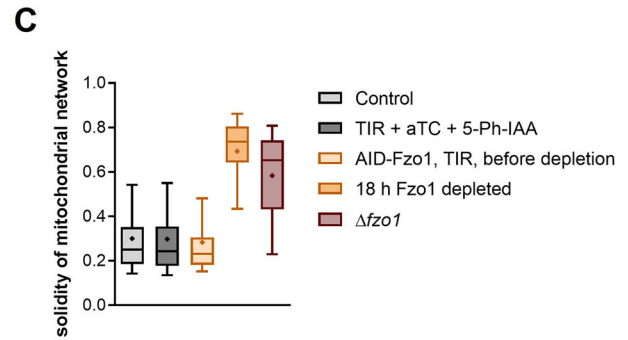 C
solidity of mitochondrial network
1.0
0.8
0.6
0.4
0.2
0.0
Control
TIR + aTC + 5-Ph-IAA
AID-Fzo1, TIR, before depletion
18 h Fzo1 depleted
Δfzo1